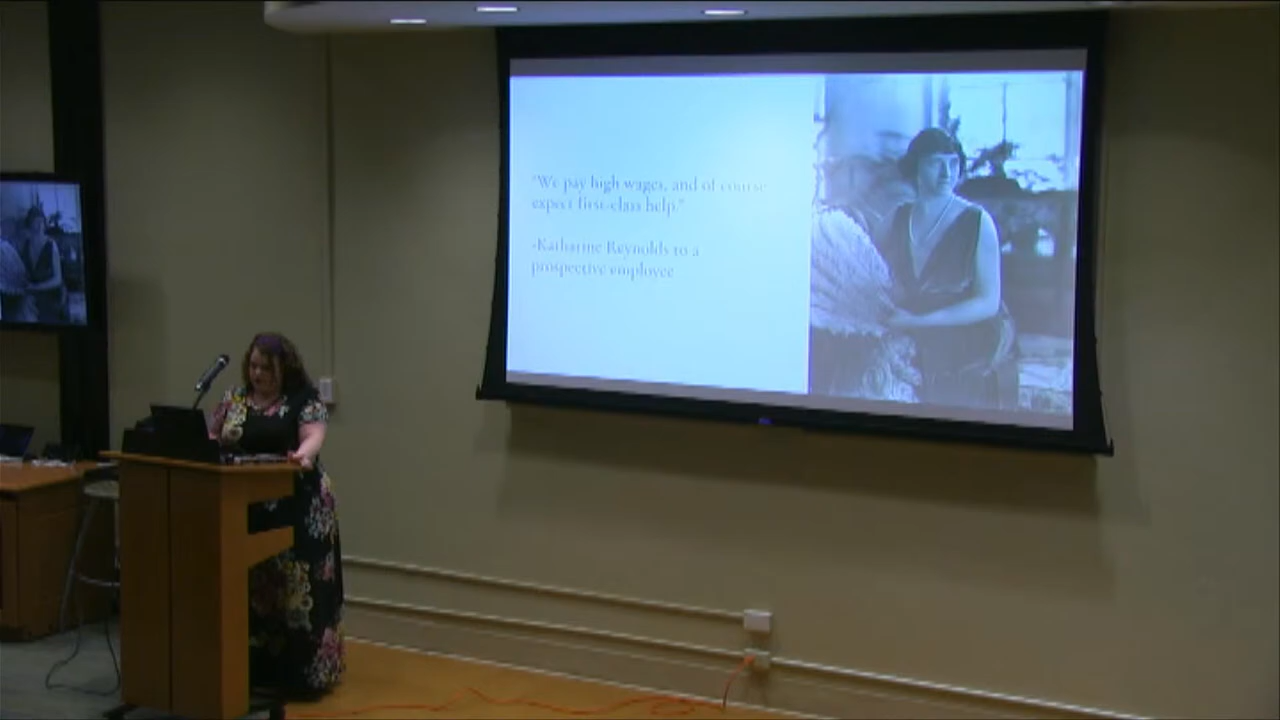 "We pay high wages, and of course
expect first-class help."
-Katharine Reynolds to a
prospective employee